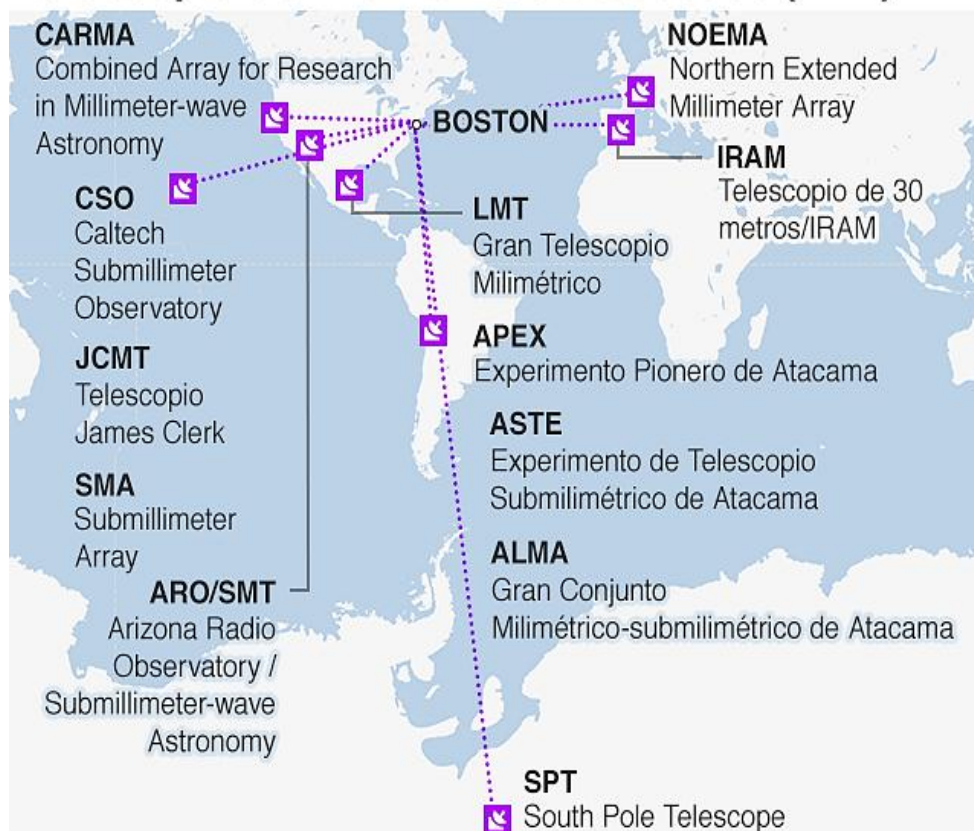 CARMA
Combined Array for Research
in Millimeter-wave
Astronomy
NOEMA
Northern Extended
Millimeter Array
BOSTON
IRAM
Telescopio de 30
metros/IRAM
CSO
Caltech
Submillimeter
Observatory
LMT
Gran Telescopio
Milimétrico
JCMT
Telescopio
James Clerk
APEX
Experimento Pionero de Atacama
SMA
Submillimeter
Array
ASTE
Experimento de Telescopio
Submilimétrico de Atacama
ARO/SMT
Arizona Radio
Observatory /
Submillimeter-wave
Astronomy
ALMA
Gran Conjunto
Milimétrico-submilimétrico de Atacama
SPT
South Pole Telescope